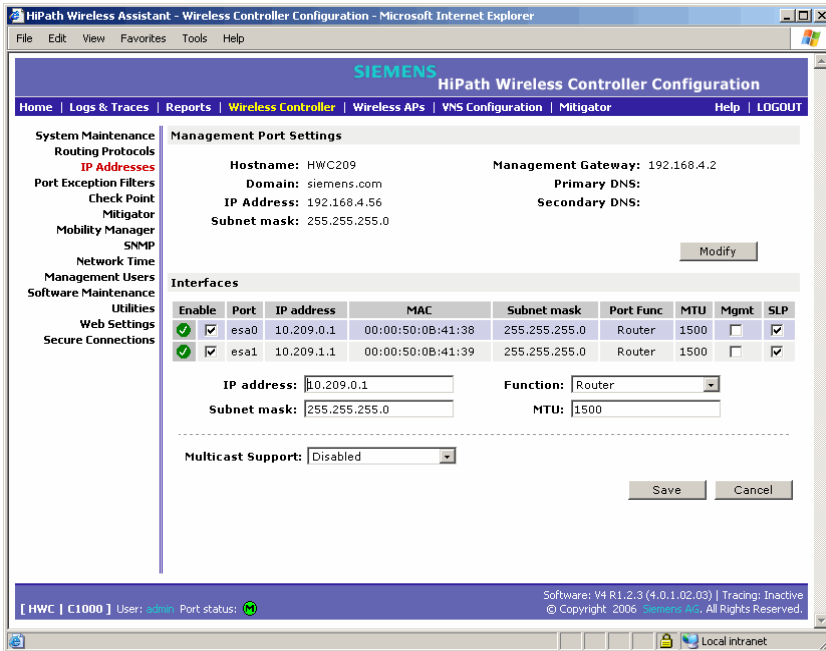 HiPath Wireless Assistant - Wireless Controller Configuration - Microsoft Internet Explorer
File Edit View Favorites Tools Help
SIEMENS
HiPath Wireless Controller Configuration
Home | Logs & Traces | Reports | Wireless Controller | Wireless APs | VNS Configuration | Mitigator Help | LOGOUT
System Maintenance
Routing Protocols
IP Addresses
Port Exception Filters
Check Point
Mitigator
Mobility Manager
SNMP
Network Time
Management Users
Software Maintenance
Utilities
Web Settings
Secure Connections
Management Port Settings
Hostname: HWC209 Management Gateway: 192.168.4.2
Domain: siemens.com Primary DNS:
IP Address: 192.168.4.56 Secondary DNS:
Subnet mask: 255.255.255.0
Modify
Interfaces
Enable Port IP address MAC Subnet mask Port Func MTU Mgmt SLP
esa0 10.209.0.1 00:00:50:0B:41:38 255.255.255.0 Router 1500
esa1 10.209.1.1 00:00:50:0B:41:39 255.255.255.0 Router 1500
IP address: 10.209.0.1 Function: Router
Subnet mask: 255.255.255.0 MTU: 1500
Multicast Support: Disabled
Save Cancel
Software: V4 R1.2.3 (4.0.1.02.03) | Tracing: Inactive
[ HWC | C1000 ] User: admin Port status: M © Copyright 2006 Siemens AG. All Rights Reserved.
Local intranet